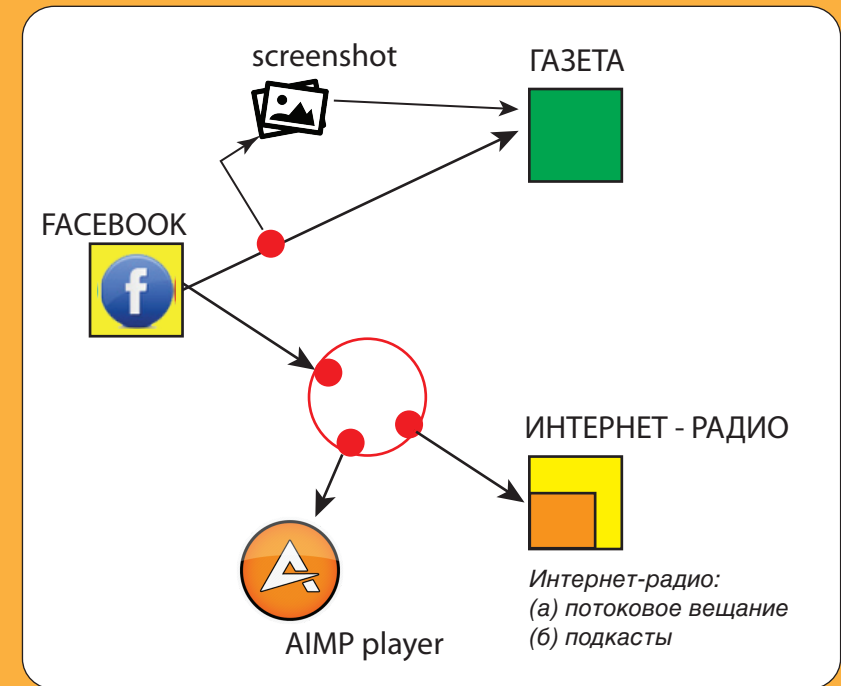 screenshot
ГАЗЕТА
FACEBOOK
f
ИНТЕРНЕТ - РАДИО
Интернет-радио:
(а) потоковое вещание
(б) подкасты
AIMP player